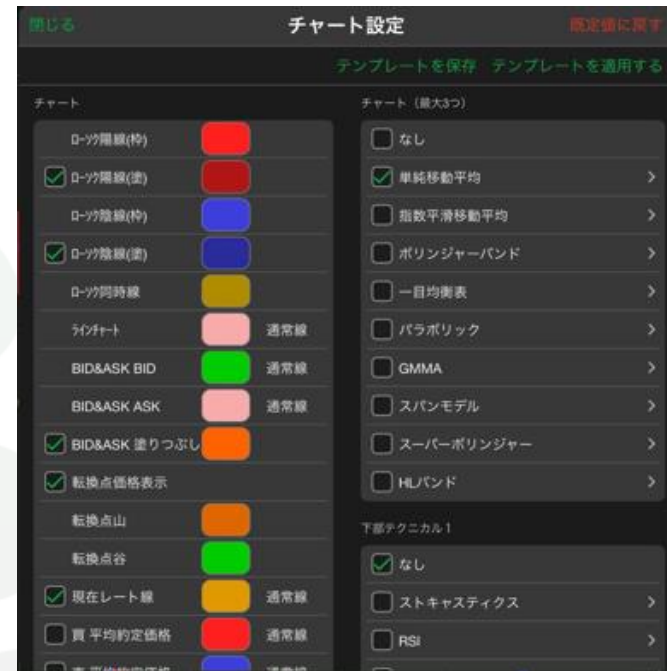 閉じる
チャート設定
既定値に戻す
テンプレートを保存
テンプレートを適用する
チャート
ﾛｰｿｸ陽線(枠)
ﾛｰｿｸ陽線(塗)
ﾛｰｿｸ陰線(枠)
ﾛｰｿｸ陰線(塗)
ﾛｰｿｸ同時線
ﾗｲﾝﾁｬｰﾄ 通常線
BID&ASK BID 通常線
BID&ASK ASK 通常線
BID&ASK 塗りつぶし
転換点価格表示
転換点山
転換点谷
現在レート線 通常線
買 平均約定価格 通常線
チャート（最大3つ）
なし
単純移動平均
指数平滑移動平均
ボリンジャーバンド
一目均衡表
パラボリック
GMMA
スパンモデル
スーパーボリンジャー
HLバンド
下部テクニカル1
なし
ストキャスティクス
RSI